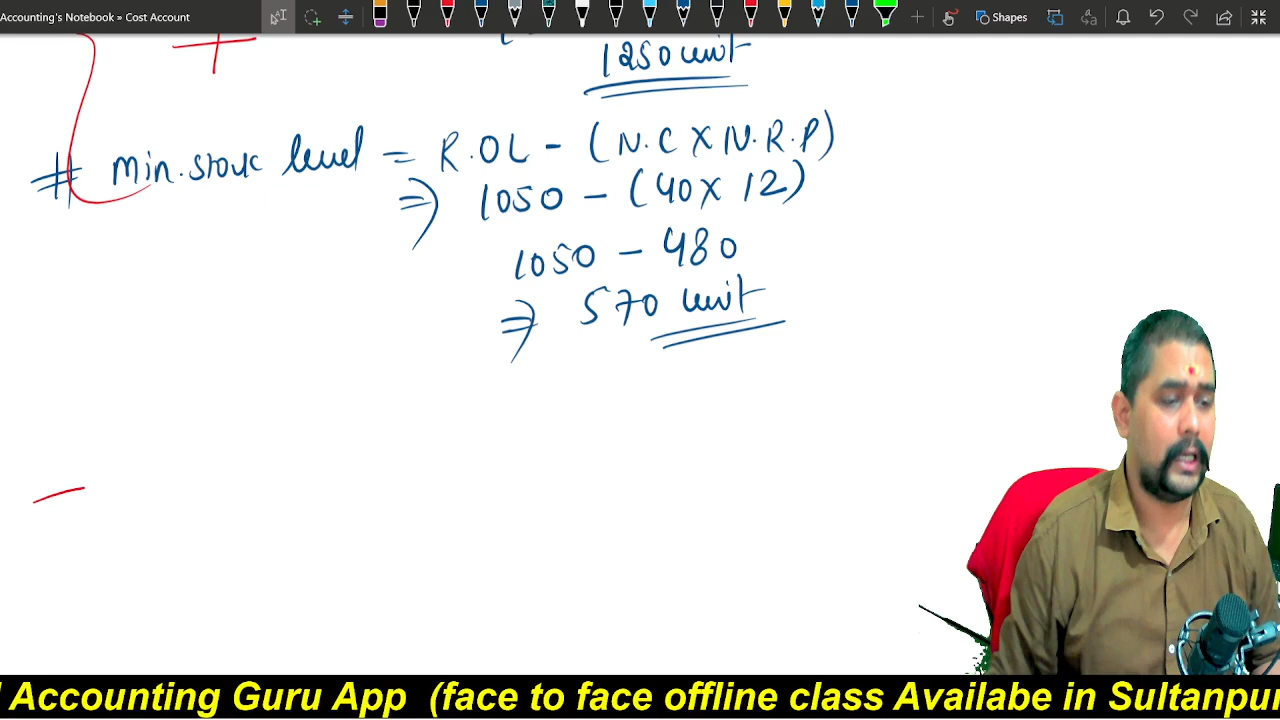 Accounting's Notebook » Cost Account
Shapes
1250 unit
# Min. stock level = R.OL - (N.C X N.R.P)
⇒ 1050 - (40 X 12)
1050 - 480
⇒ 570 unit
Accounting Guru App (face to face offline class Availabe in Sultanpur